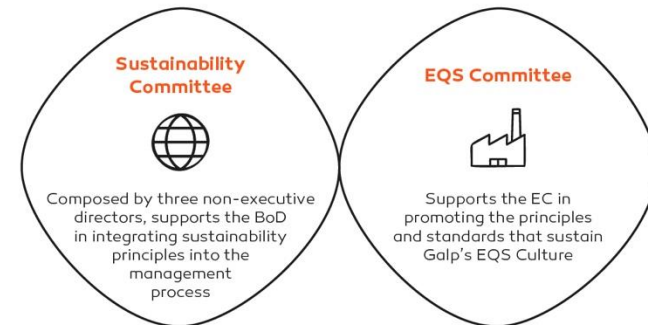 Sustainability
Committee
Composed by three non-executive
directors, supports the BoD
in integrating sustainability
principles into the
management
process
EQS Committee
Supports the EC in
promoting the principles
and standards that sustain
Galp's EQS Culture